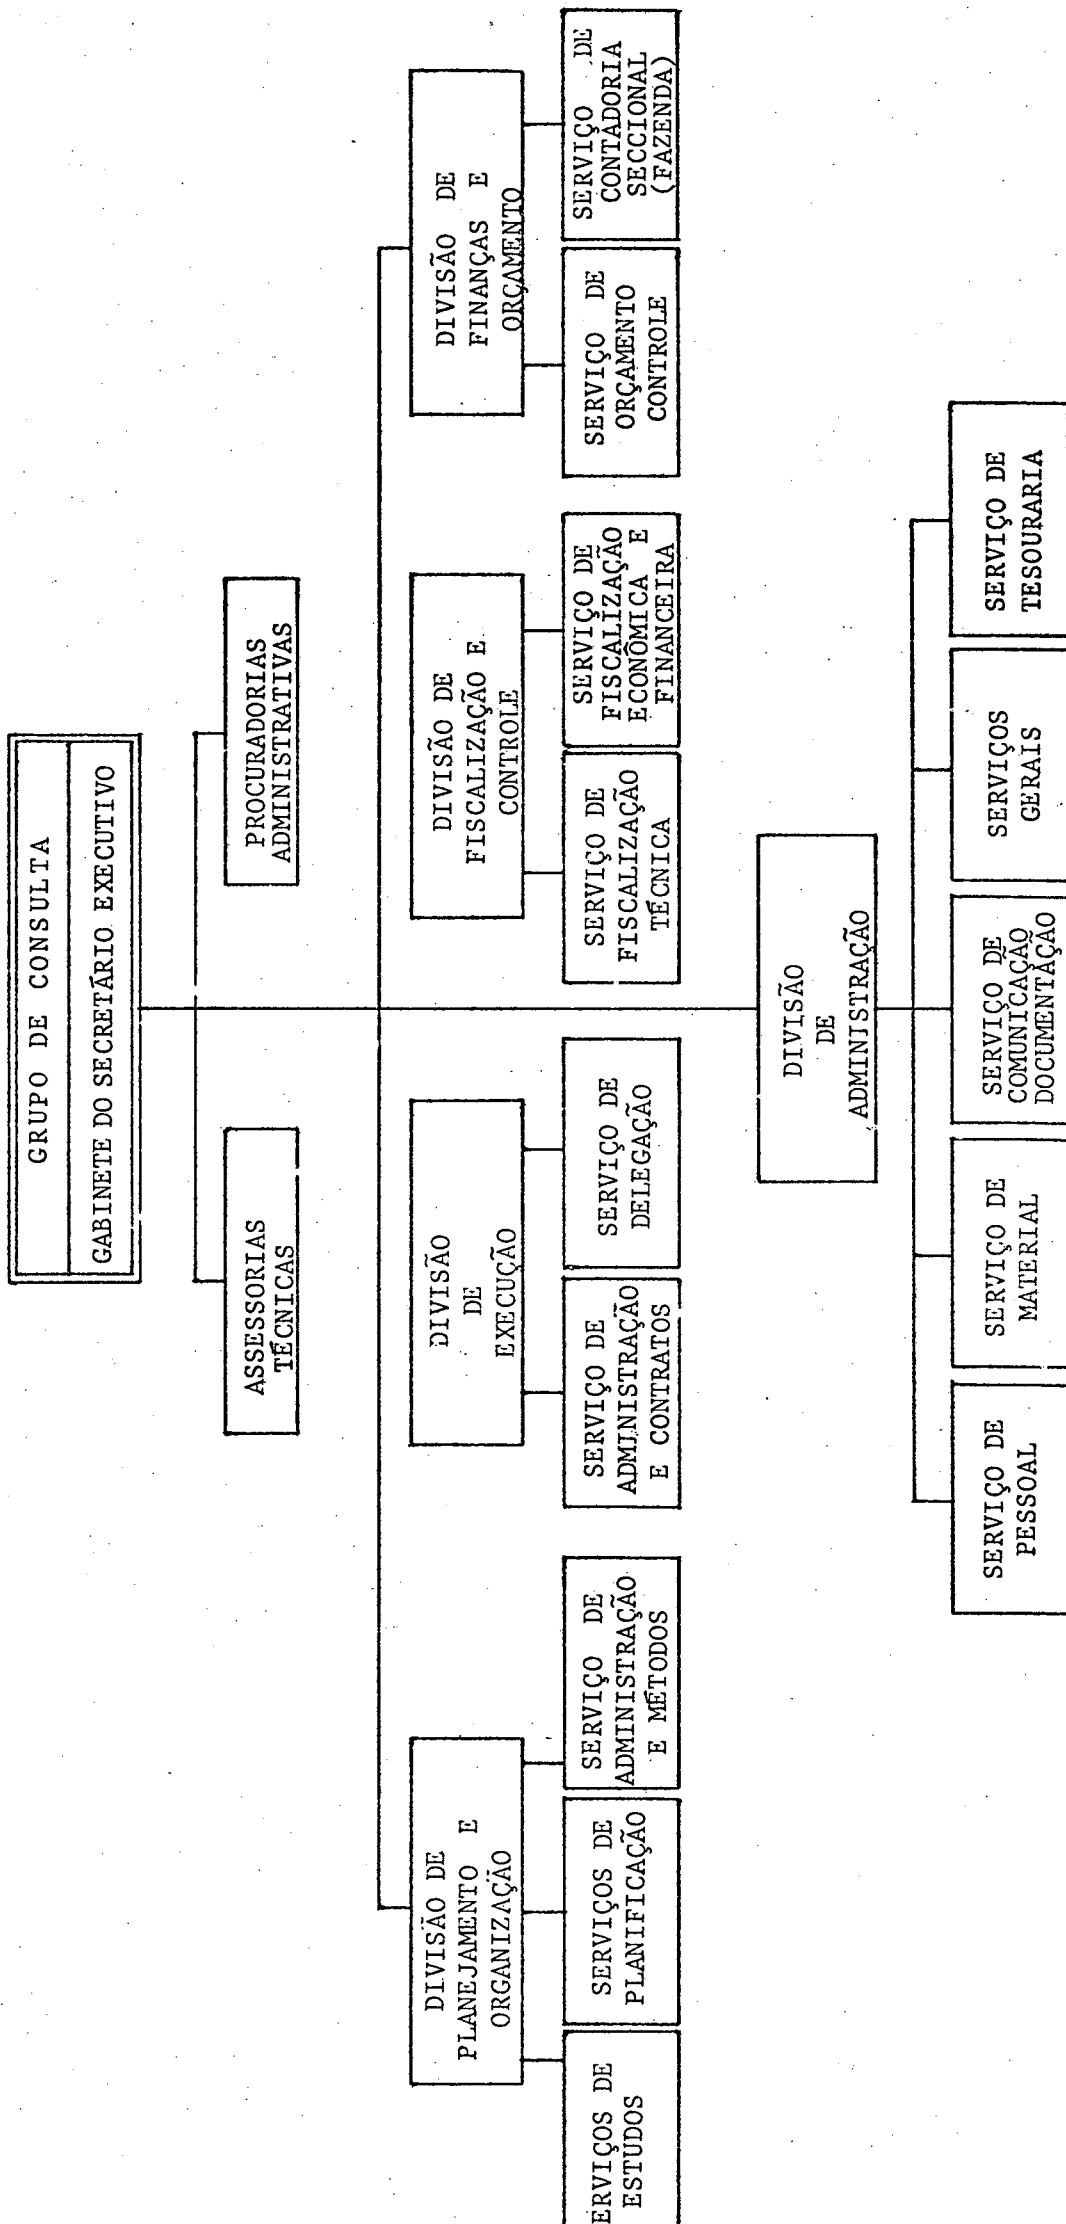 GRUPO DE CONSULTA
GABINETE DO SECRETÁRIO EXECUTIVO
ASSESSORIAS
TÉCNICAS
PROCURADORIAS
ADMINISTRATIVAS
DIVISÃO DE
PLANEJAMENTO E
ORGANIZAÇÃO
DIVISÃO
DE
EXECUÇÃO
DIVISÃO DE
FISCALIZAÇÃO E
CONTROLE
DIVISÃO DE
FINANÇAS E
ORÇAMENTO
ERVIÇOS DE
ESTUDOS
SERVIÇOS DE
PLANIFICAÇÃO
SERVIÇO DE
ADMINISTRAÇÃO
E MÉTODOS
SERVIÇO DE
ADMINISTRAÇÃO
E CONTRATOS
SERVIÇO DE
DELEGAÇÃO
SERVIÇO DE
FISCALIZAÇÃO
TÉCNICA
SERVIÇO DE
FISCALIZAÇÃO
ECONÔMICA E
FINANCEIRA
SERVIÇO DE
ORÇAMENTO
CONTROLE
SERVIÇO DE
CONTADORIA
SECCIONAL
(FAZENDA)
DIVISÃO
DE
ADMINISTRAÇÃO
SERVIÇO DE
PESSOAL
SERVIÇO DE
MATERIAL
SERVIÇO DE
COMUNICAÇÃO
DOCUMENTAÇÃO
SERVIÇOS
GERAIS
SERVIÇO DE
TESOURARIA